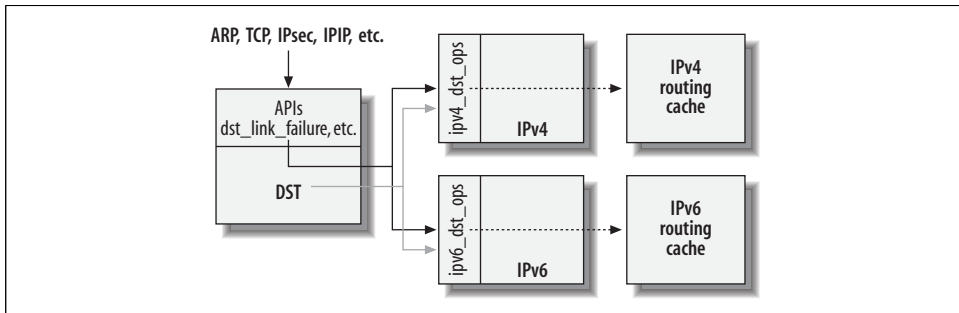 ARP, TCP, IPsec, IPIP, etc.
APIs
dst_link_failure, etc.
DST
ipv4_dst_ops
IPv4
IPv4
routing
cache
ipv6_dst_ops
IPv6
IPv6
routing
cache